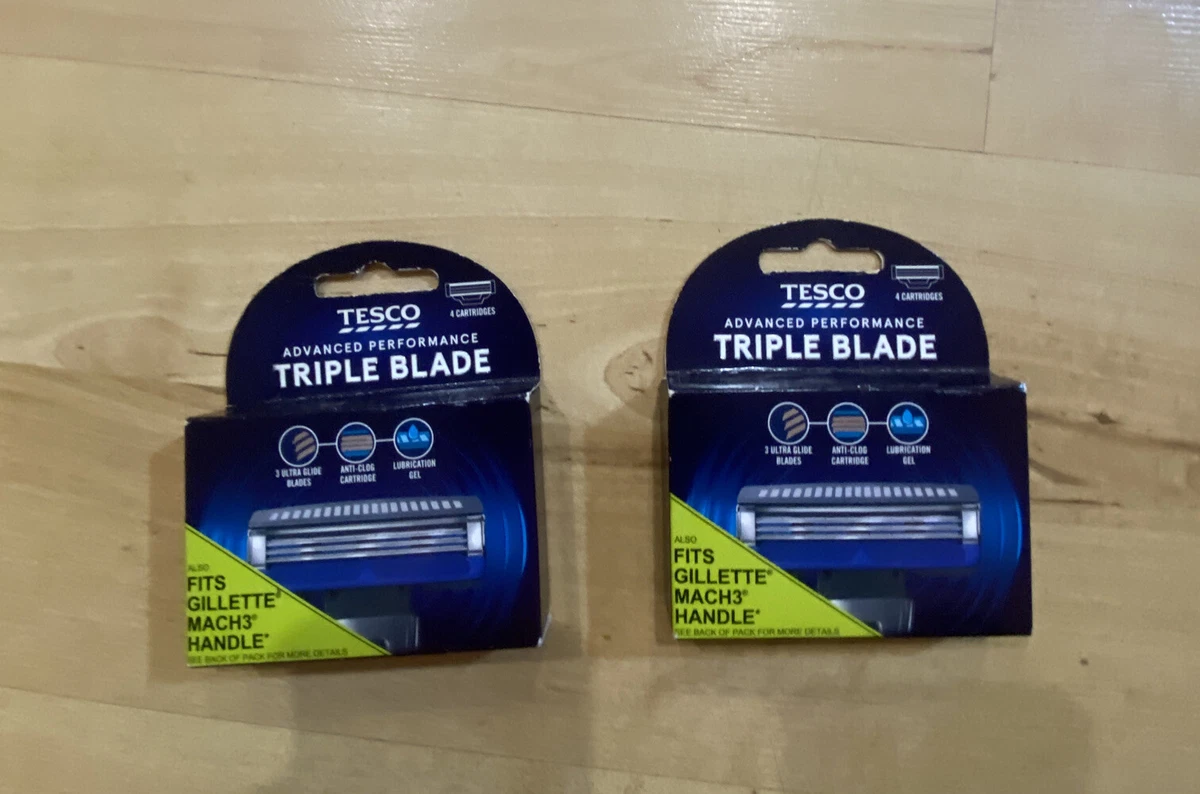 TESCO
4 CARTRIDGES
ADVANCED PERFORMANCE
TRIPLE BLADE
3 ULTRA GLIDE
BLADES
ANTI-CLOG
CARTRIDGE
LUBRICATION
GEL
ALSO
FITS
GILLETTE®
MACH3®
HANDLE*
SEE BACK OF PACK FOR MORE DETAILS
TESCO
4 CARTRIDGES
ADVANCED PERFORMANCE
TRIPLE BLADE
3 ULTRA GLIDE
BLADES
ANTI-CLOG
CARTRIDGE
LUBRICATION
GEL
ALSO
FITS
GILLETTE®
MACH3®
HANDLE*
SEE BACK OF PACK FOR MORE DETAILS